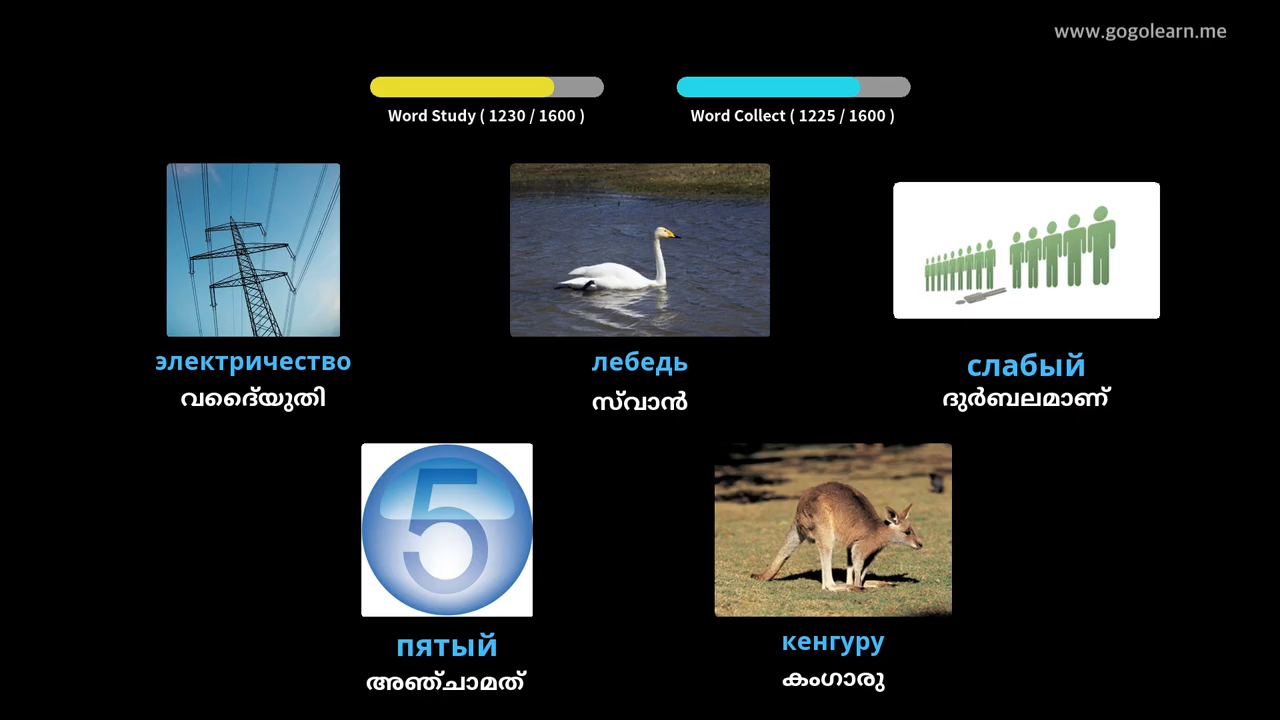 www.gogolearn.me
Word Study ( 1230 / 1600 )
Word Collect ( 1225 / 1600 )
электричество
വൈദ്യുതി
лебедь
സ്വാൻ
слабый
ദുർബലമാണ്
5
пятый
അഞ്ചാമത്
кенгуру
കംഗാരു